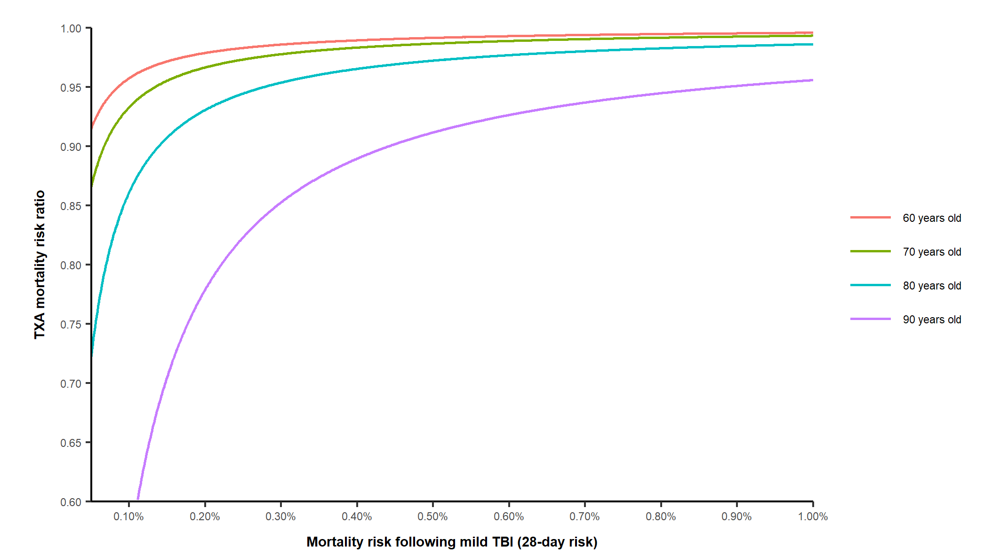 1.00
0.95
0.90
0.85
0.80
0.75
0.70
0.65
0.60
TXA mortality risk ratio
0.10% 0.20% 0.30% 0.40% 0.50% 0.60% 0.70% 0.80% 0.90% 1.00%
Mortality risk following mild TBI (28-day risk)
60 years old
70 years old
80 years old
90 years old